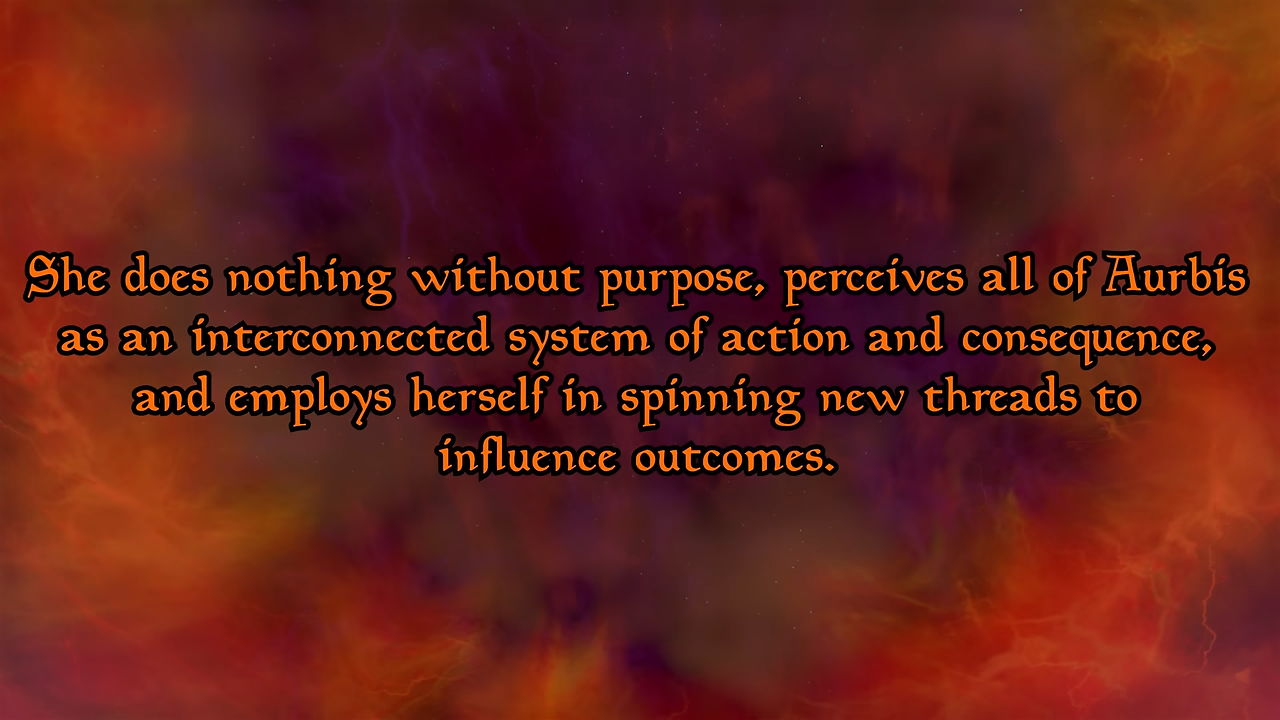 She does nothing without purpose, perceives all of Aurbis
as an interconnected system of action and consequence,
and employs herself in spinning new threads to
influence outcomes.